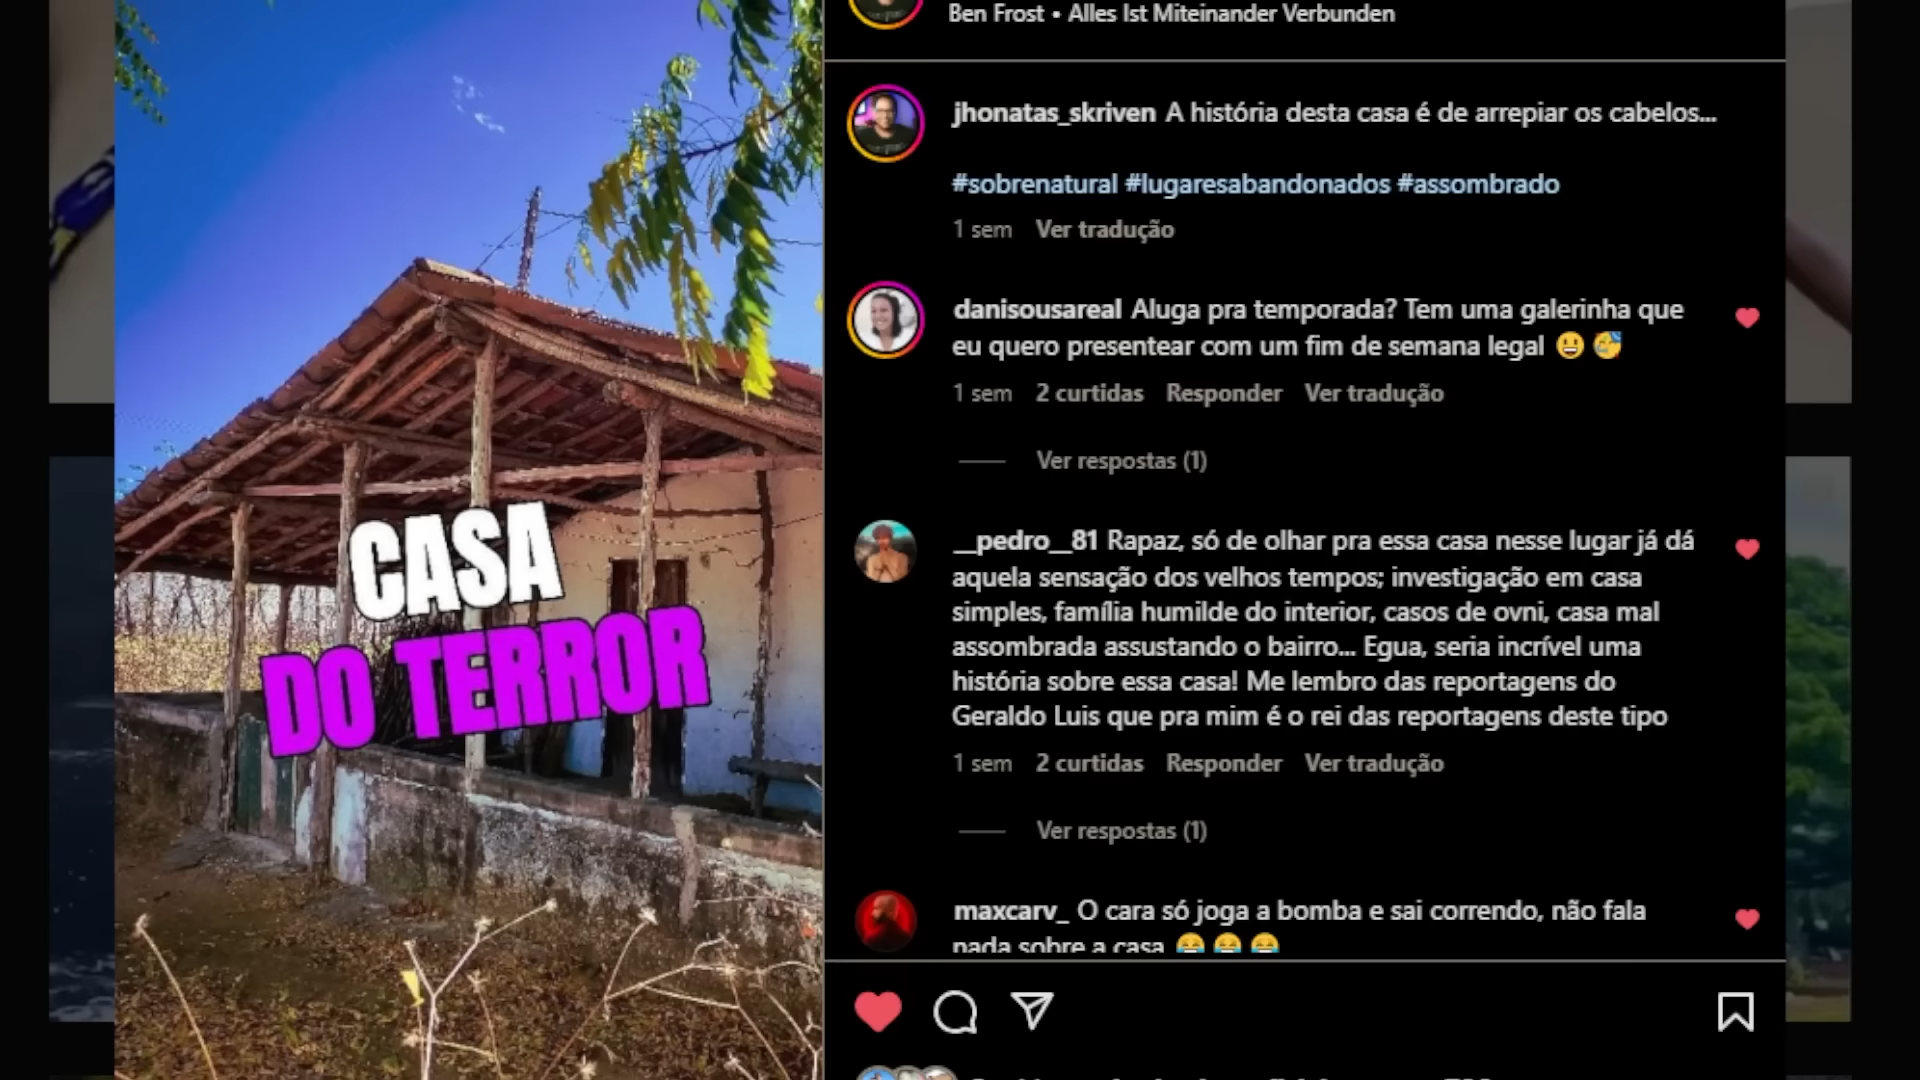 Ben Frost • Alles Ist Miteinander Verbunden
jhonatas_skriven A história desta casa é de arrepiar os cabelos...
#sobrenatural #lugaresabandonados #assombrado
1 sem Ver tradução
danisousareal Aluga pra temporada? Tem uma galerinha que
eu quero presentear com um fim de semana legal 😃 🥳
1 sem 2 curtidas Responder Ver tradução
Ver respostas (1)
__pedro__81 Rapaz, só de olhar pra essa casa nesse lugar já dá
aquela sensação dos velhos tempos; investigação em casa
simples, família humilde do interior, casos de ovni, casa mal
assombrada assustando o bairro... Egua, seria incrível uma
história sobre essa casa! Me lembro das reportagens do
Geraldo Luis que pra mim é o rei das reportagens deste tipo
1 sem 2 curtidas Responder Ver tradução
Ver respostas (1)
maxcarv_ O cara só joga a bomba e sai correndo, não fala
nada sobre a casa 😂 😂 😂
CASA
DO TERROR